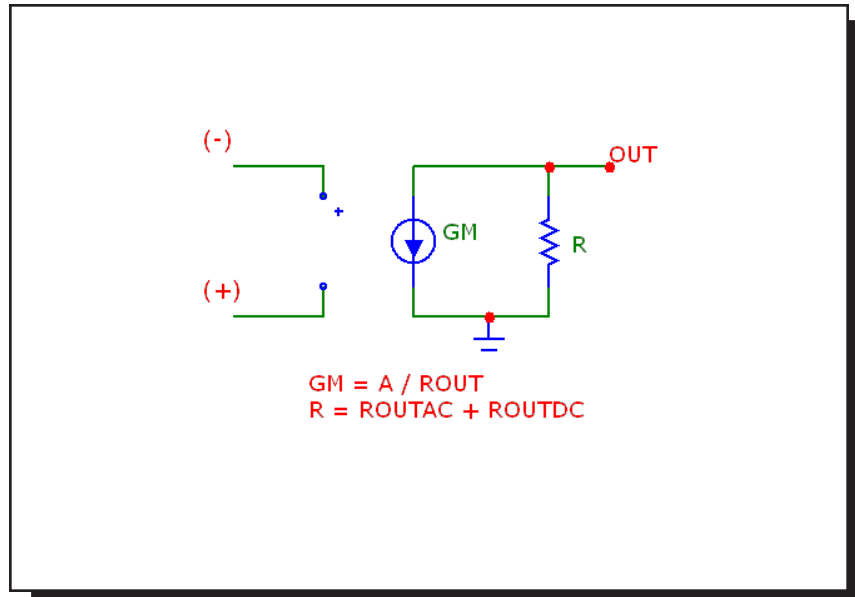 (-)
OUT
+
GM
R
(+)
GM = A / ROUT
R = ROUTAC + ROUTDC